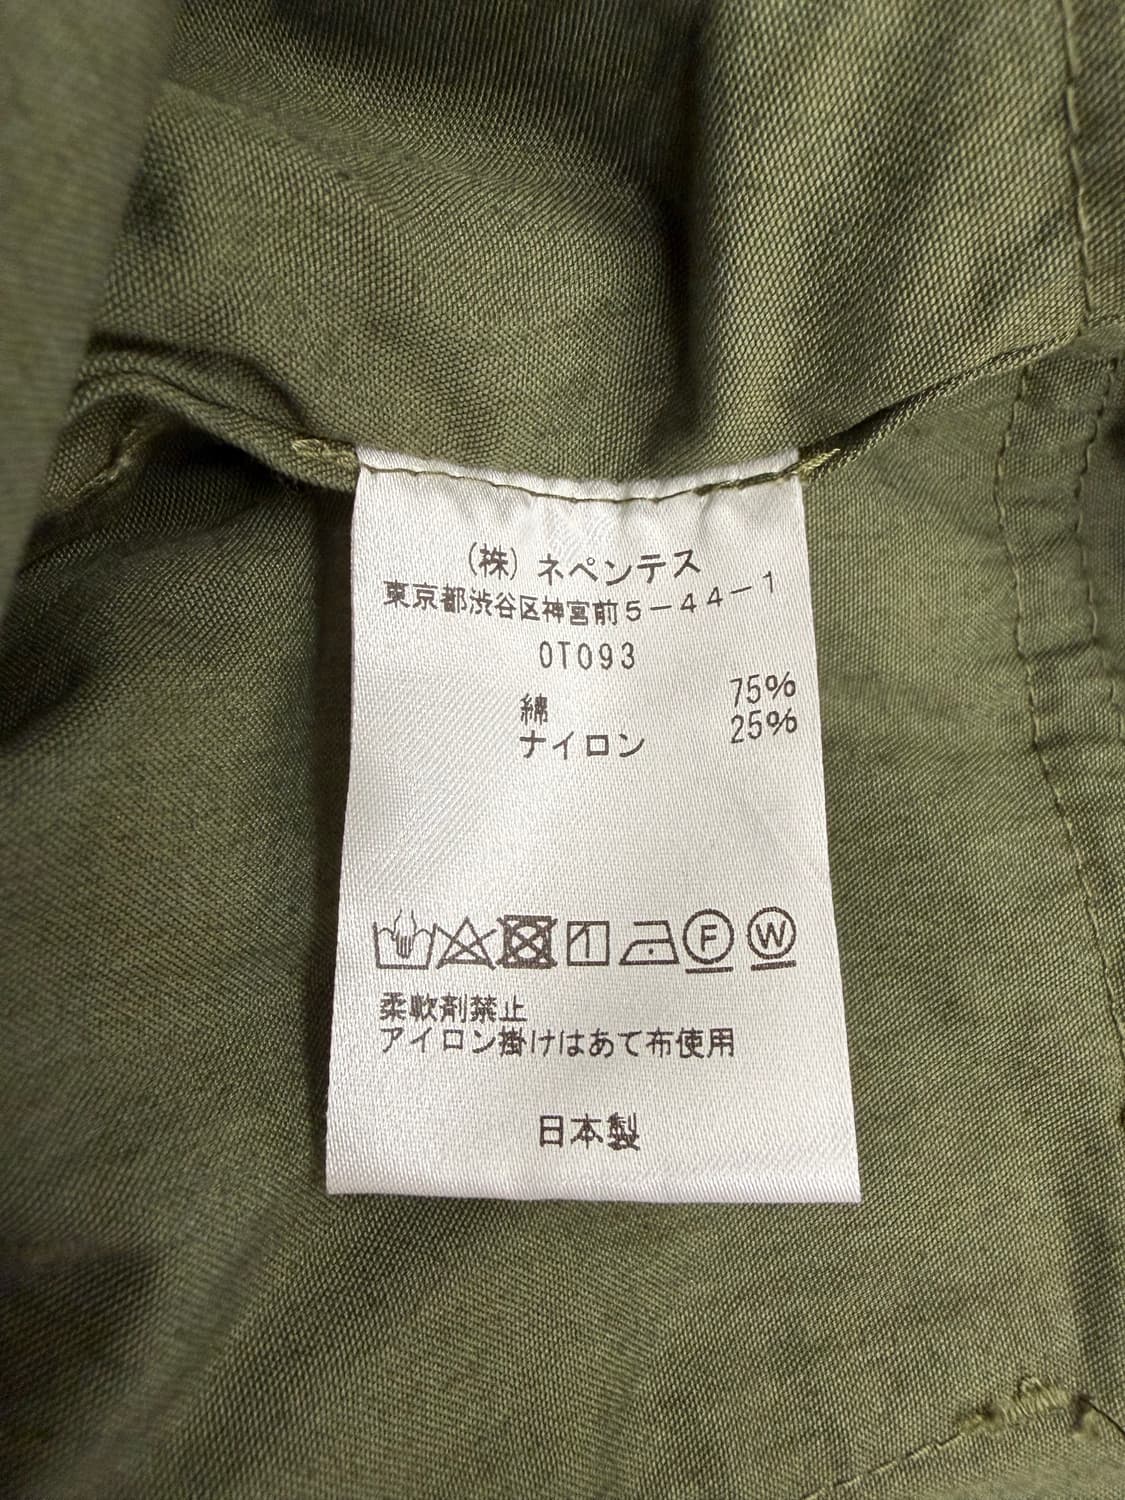 (株) ネペンテス
東京都渋谷区神宮前5-44-1
0T093
綿 75%
ナイロン 25%
F W
柔軟剤禁止
アイロン掛けはあて布使用
日本製